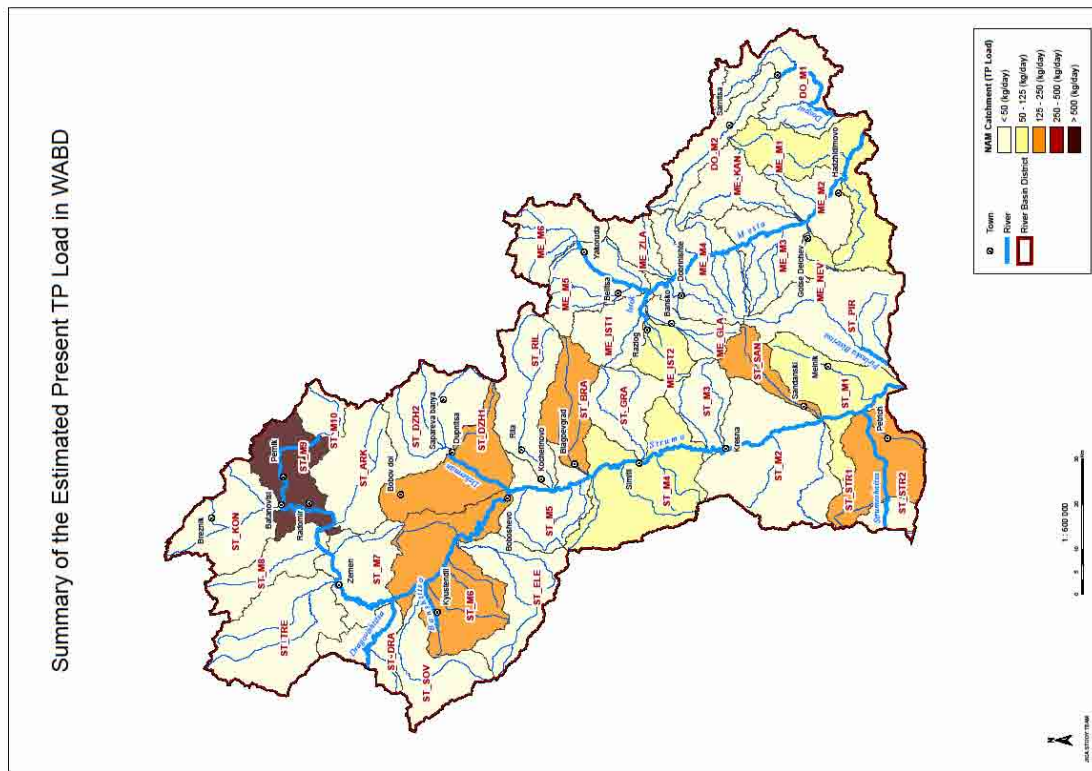 Summary of the Estimated Present TP Load in WABD
Town
River
River Basin District
NAM Catchment (TP Load)
< 50 (kg/day)
50 - 125 (kg/day)
125 - 250 (kg/day)
250 - 500 (kg/day)
> 500 (kg/day)
Breznik
ST_KON
Batanovtsi
Pernik
ST_M9
ST_M10
Radomir
ST_M8
ST_TRE
Zemen
ST_M7
ST_ARK
Bobov dol
ST_DZH2
Sapareva banya
Dupnitsa
ST_DZH1
Dragovishtitsa
ST_DRA
ST_SOV
Kyustendil
ST_M6
ST_ELE
Boboshevo
ST_M5
Kocherinovo
Rila
ST_RIL
Blagoevgrad
ST_BRA
ST_GRA
Simitli
ST_M4
Struma
Kresna
ST_M3
ST_M2
ST_SAN
Sandanski
Melnik
ST_M1
ST_STR1
Petrich
Strumeshnitsa
ST_STR2
ST_PIR
ME_M6
Yakoruda
ME_M5
Belitsa
ME_IST1
Iztok
Razlog
Bansko
Dobrinishte
ME_IST2
ME_GLA
ME_ZLA
ME_M4
Mesta
ME_M3
Gotse Delchev
ME_NEV
ME_KAN
ME_M1
ME_M2
Hadzhidimovo
DO_M2
Sarnitsa
DO_M1
Dospat
1 : 600 000
N